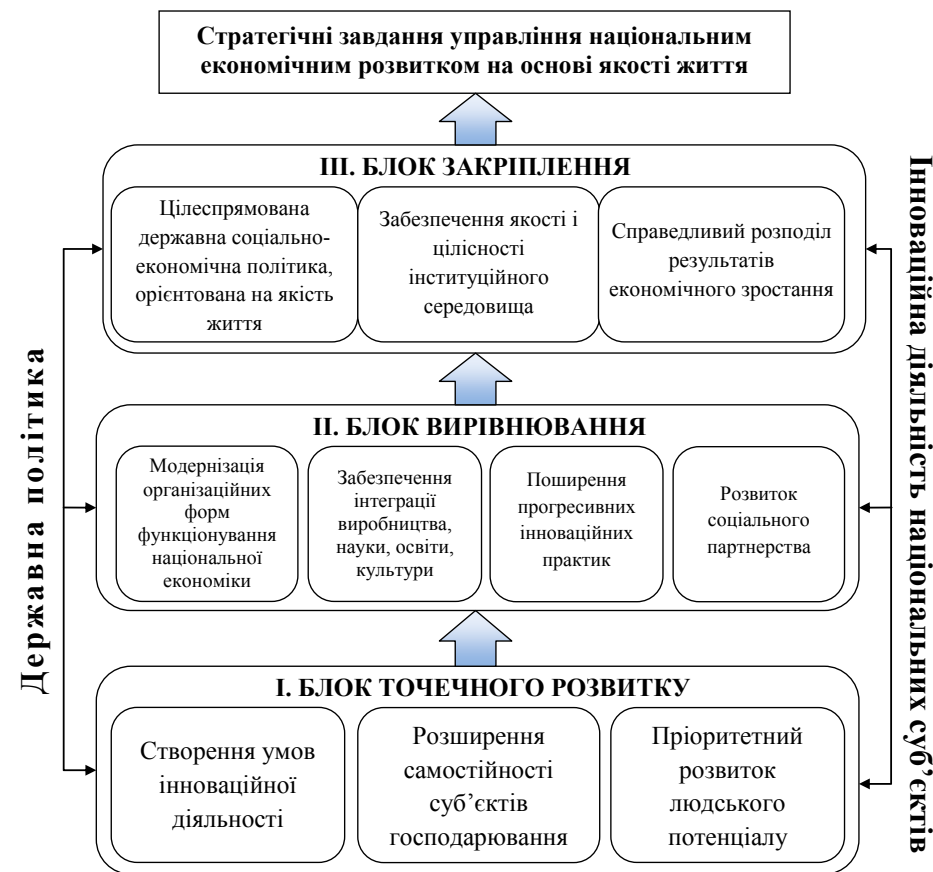 Стратегічні завдання управління національним
економічним розвитком на основі якості життя
ІІІ. БЛОК ЗАКРІПЛЕННЯ
Цілеспрямована
державна соціально-
економічна політика,
орієнтована на якість
життя
Забезпечення якості і
цілісності
інституційного
середовища
Справедливий розподіл
результатів
економічного зростання
ІІ. БЛОК ВИРІВНЮВАННЯ
Модернізація
організаційних
форм
функціонування
національної
економіки
Забезпечення
інтеграції
виробництва,
науки, освіти,
культури
Поширення
прогресивних
інноваційних
практик
Розвиток
соціального
партнерства
І. БЛОК ТОЧЕЧНОГО РОЗВИТКУ
Створення умов
інноваційної
діяльності
Розширення
самостійності
суб’єктів
господарювання
Пріоритетний
розвиток
людського
потенціалу
Державна політика
Інноваційна діяльність національних суб’єктів